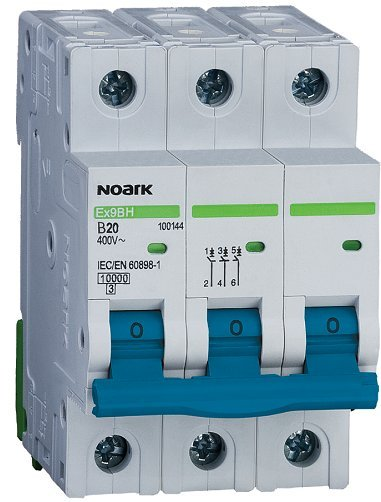 NOARK
Ex9BH
B20
100144
400V~
IEC/EN 60898-1
10000
3
1 3 5
2 4 6
O O O